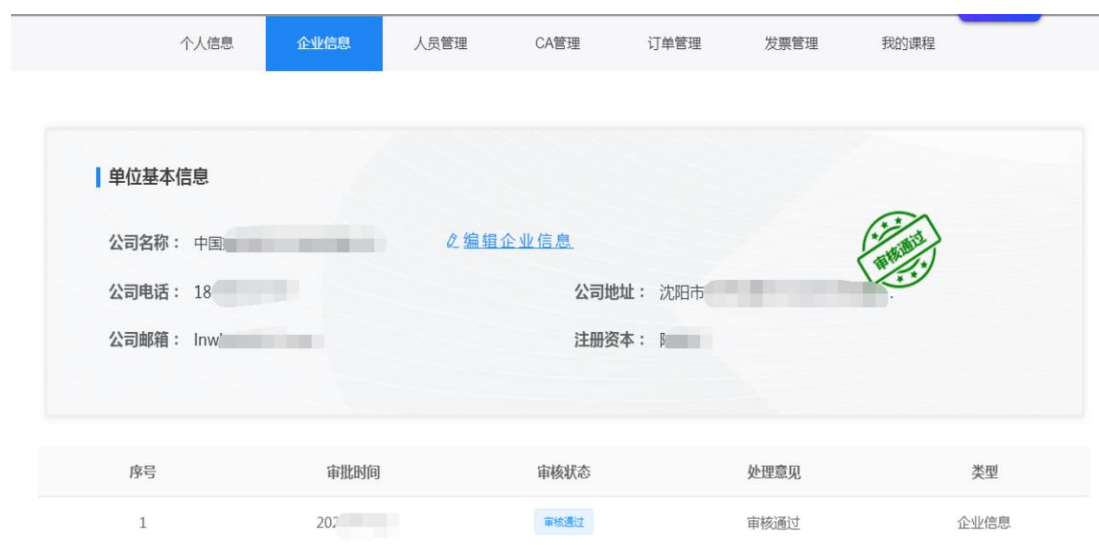 个人信息 企业信息 人员管理 CA管理 订单管理 发票管理 我的课程
单位基本信息
公司名称： 中国 编辑企业信息
审核通过
公司电话： 18 公司地址： 沈阳市
公司邮箱： lnw 注册资本：
序号 审批时间 审核状态 处理意见 类型
1 202 审核通过 审核通过 企业信息